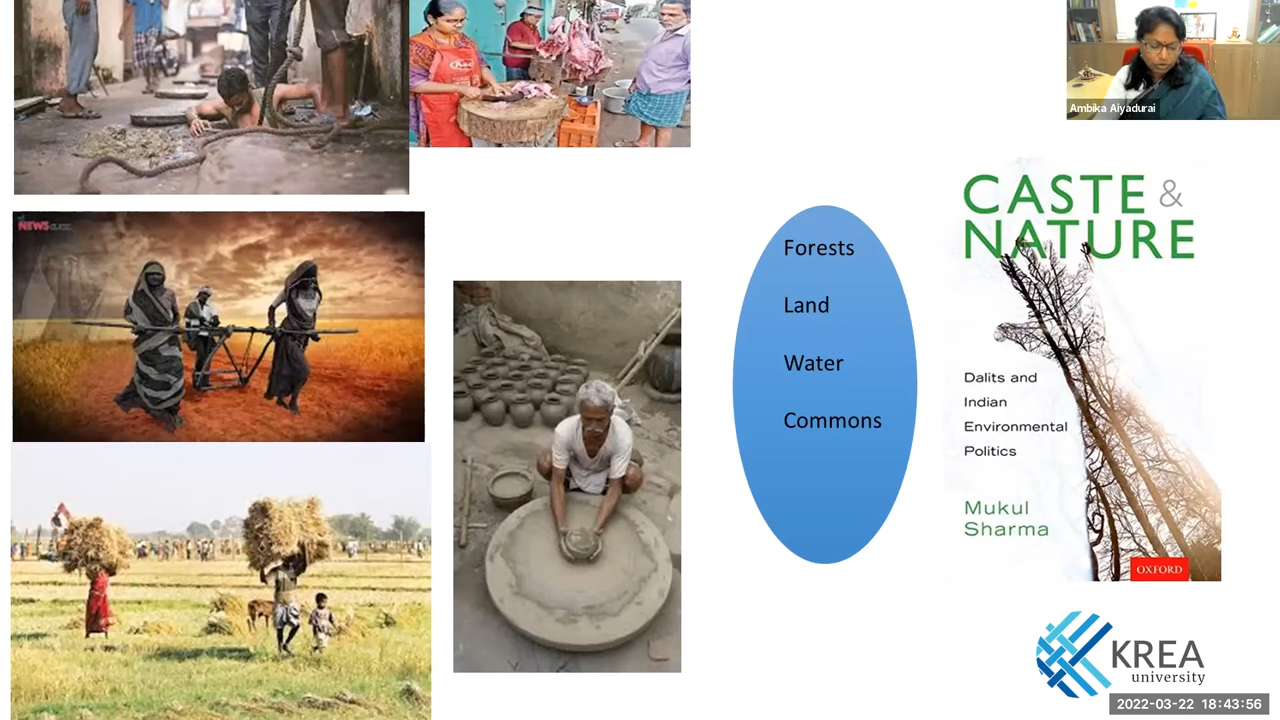 Ambika Aiyadurai
CASTE &
NATURE
Dalits and
Indian
Environmental
Politics
Mukul
Sharma
OXFORD
Forests
Land
Water
Commons
KREA
university
2022-03-22 18:43:56